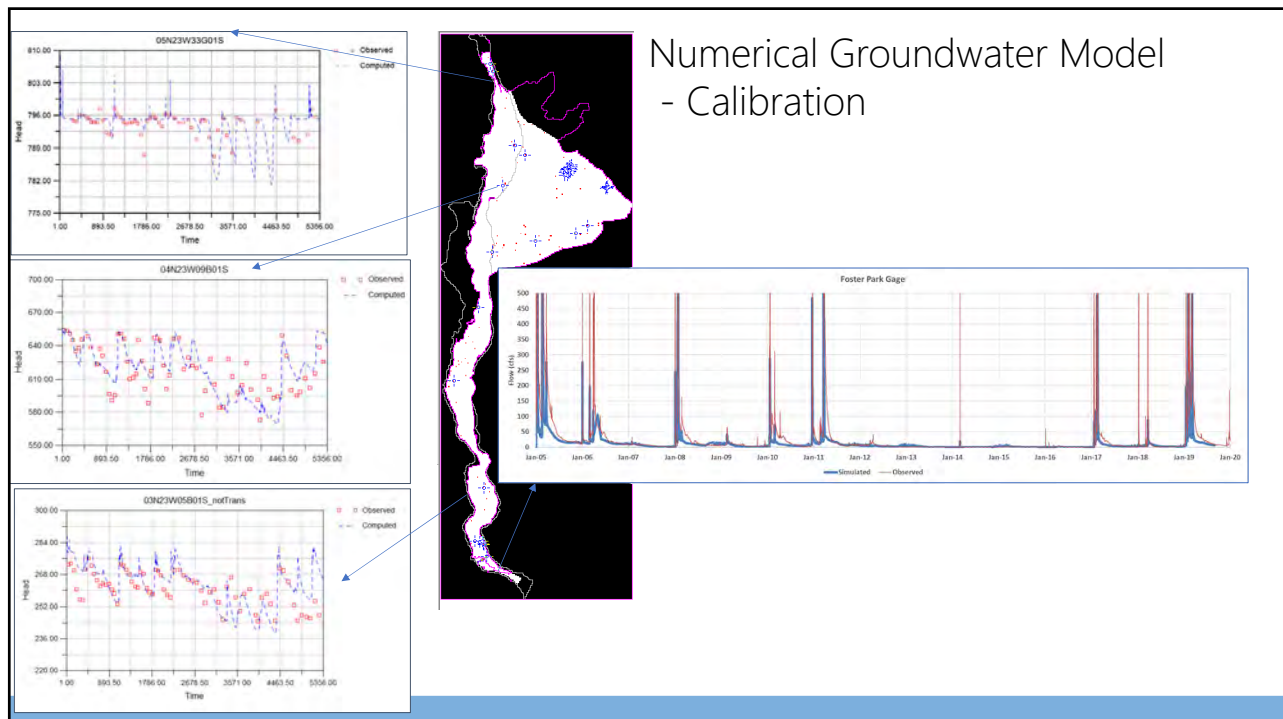 Numerical Groundwater Model
- Calibration
05N23W33G01S
Observed
Computed
810.00
803.00
796.00
789.00
782.00
775.00
Head
1.00 893.50 1786.00 2678.50 3571.00 4463.50 5356.00
Time
04N23W09B01S
Observed
Computed
700.00
670.00
640.00
610.00
580.00
550.00
Head
1.00 893.50 1786.00 2678.50 3571.00 4463.50 5356.00
Time
03N23W05B01S_notTrans
Observed
Computed
300.00
284.00
268.00
252.00
236.00
220.00
Head
1.00 893.50 1786.00 2678.50 3571.00 4463.50 5356.00
Time
Foster Park Gage
500
450
400
350
300
250
200
150
100
50
0
Flow (cfs)
Jan-05 Jan-06 Jan-07 Jan-08 Jan-09 Jan-10 Jan-11 Jan-12 Jan-13 Jan-14 Jan-15 Jan-16 Jan-17 Jan-18 Jan-19 Jan-20
Simulated Observed